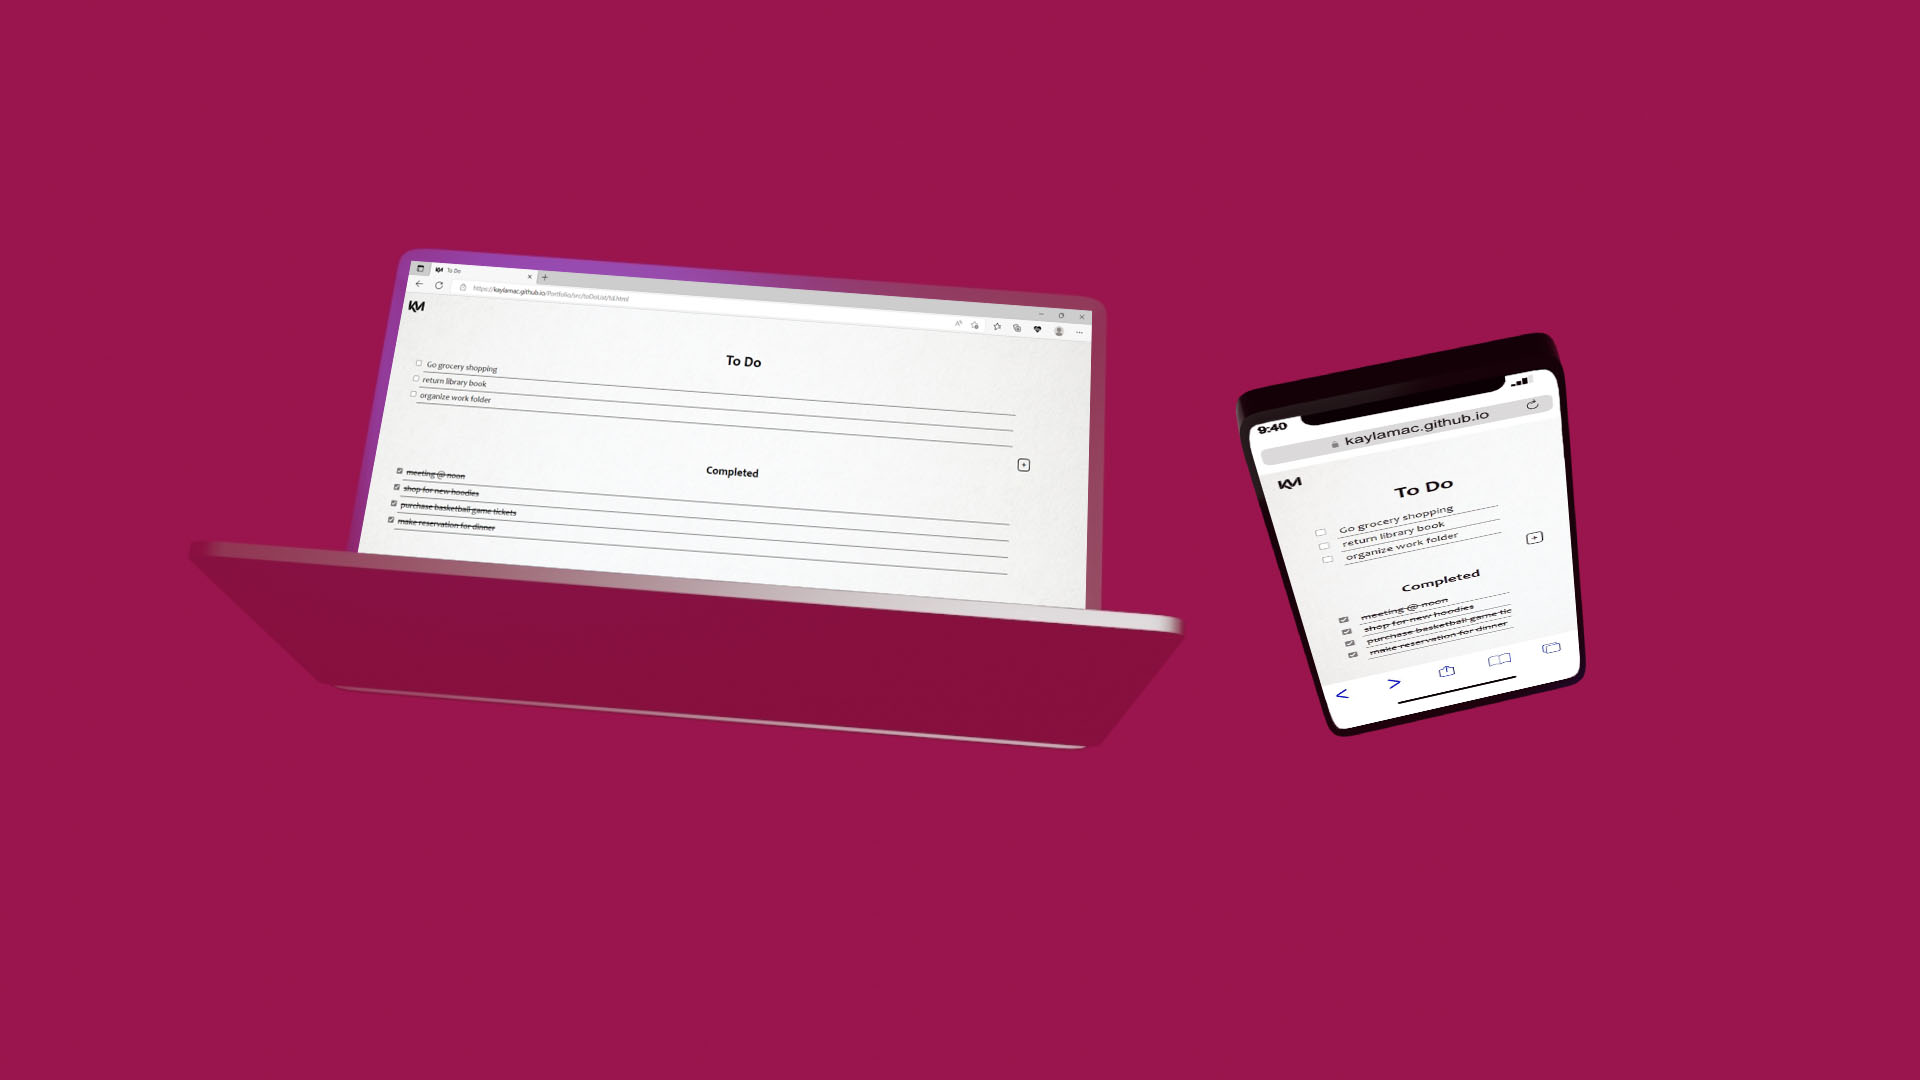 To Do
https://kaylamac.github.io/Portfolio/src/toDoList/td.html
KM
To Do
Go grocery shopping
return library book
organize work folder
Completed
meeting @ noon
shop for new hoodies
purchase basketball game tickets
make reservation for dinner
9:40
kaylamac.github.io
KM
To Do
Go grocery shopping
return library book
organize work folder
Completed
meeting @ noon
shop for new hoodies
purchase basketball game tic
make reservation for dinner